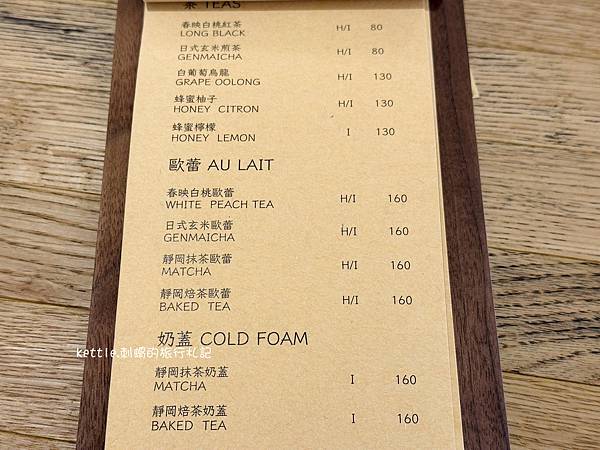 茶 TEAS
春映白桃紅茶 H/I 80
LONG BLACK
日式玄米煎茶 H/I 80
GENMAICHA
白葡萄烏龍 H/I 130
GRAPE OOLONG
蜂蜜柚子 H/I 130
HONEY CITRON
蜂蜜檸檬 I 130
HONEY LEMON
歐蕾 AU LAIT
春映白桃歐蕾 H/I 160
WHITE PEACH TEA
日式玄米歐蕾 H/I 160
GENMAICHA
靜岡抹茶歐蕾 H/I 160
MATCHA
靜岡焙茶歐蕾 H/I 160
BAKED TEA
奶蓋 COLD FOAM
kettle.刺蝟的旅行札記
靜岡抹茶奶蓋 I 160
MATCHA
靜岡焙茶奶蓋 I 160
BAKED TEA